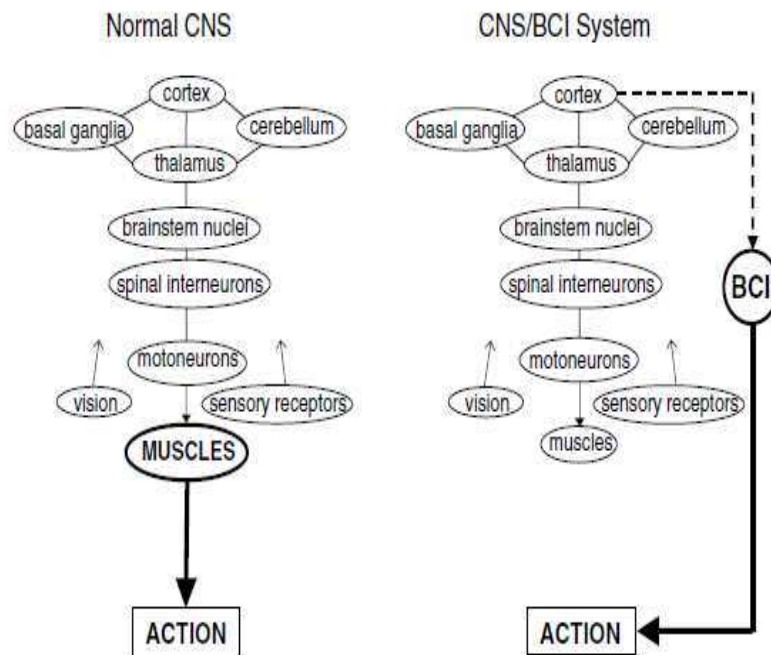 Normal CNS
cortex
basal ganglia
cerebellum
thalamus
brainstem nuclei
spinal interneurons
motoneurons
vision
sensory receptors
MUSCLES
ACTION
CNS/BCI System
cortex
basal ganglia
cerebellum
thalamus
brainstem nuclei
spinal interneurons
BCI
motoneurons
vision
sensory receptors
muscles
ACTION